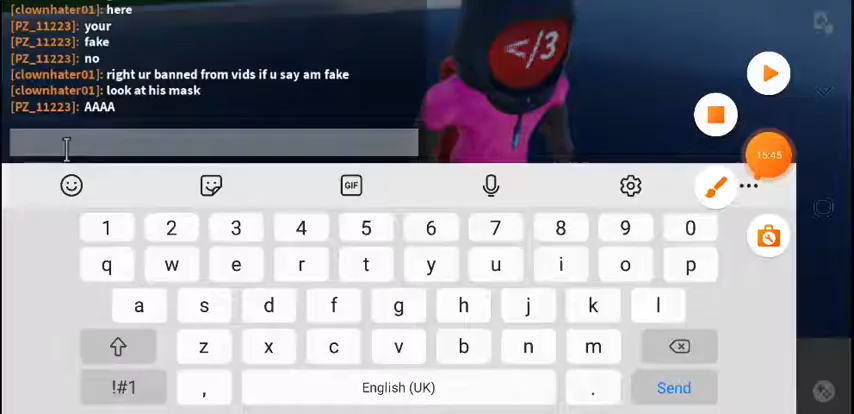 [clownhater01]: here
[PZ_11223]: your
[PZ_11223]: fake
[PZ_11223]: no
[clownhater01]: right ur banned from vids if u say am fake
[clownhater01]: look at his mask
[PZ_11223]: AAAA
</3
15:45
GIF
1 2 3 4 5 6 7 8 9 0
q w e r t y u i o p
a s d f g h j k l
z x c v b n m
!#1 , English (UK) . Send